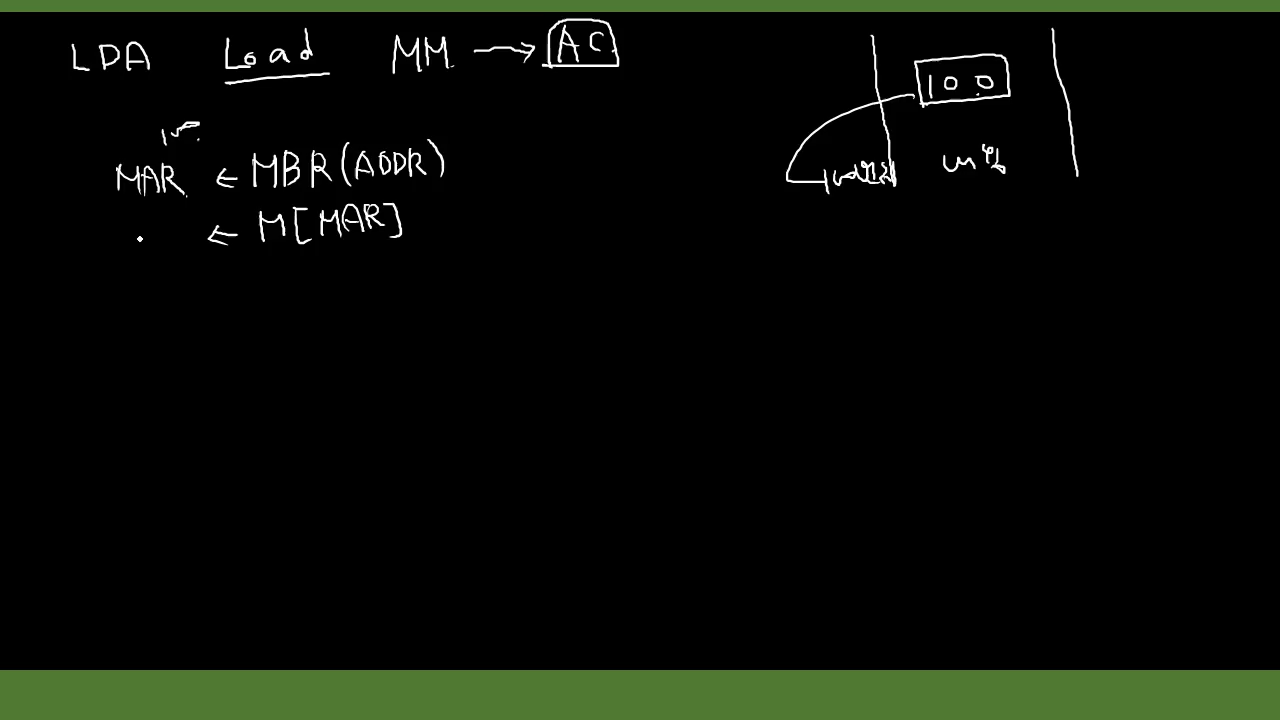 LDA Load MM. → AC
100
MAR ← MBR(ADDR)
← M[MAR]